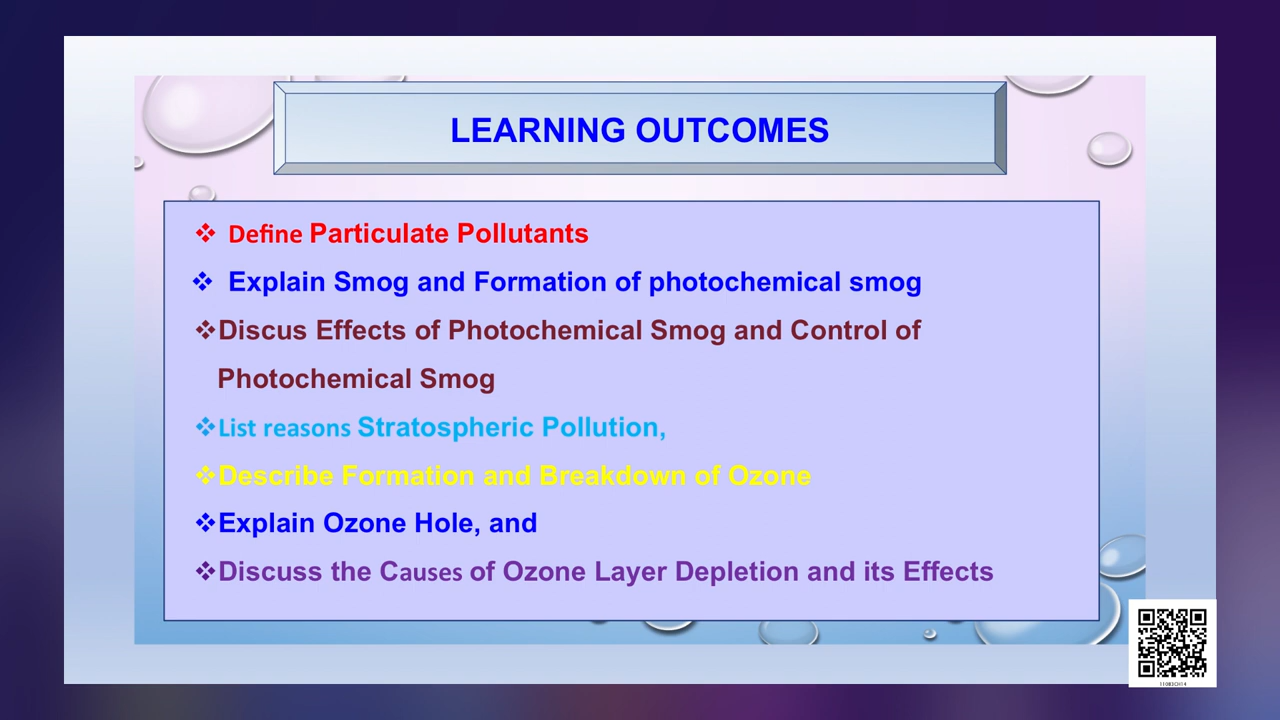 LEARNING OUTCOMES
❖ Define Particulate Pollutants
❖ Explain Smog and Formation of photochemical smog
❖Discus Effects of Photochemical Smog and Control of
Photochemical Smog
❖List reasons Stratospheric Pollution,
❖Describe Formation and Breakdown of Ozone
❖Explain Ozone Hole, and
❖Discuss the Causes of Ozone Layer Depletion and its Effects
11083CH14